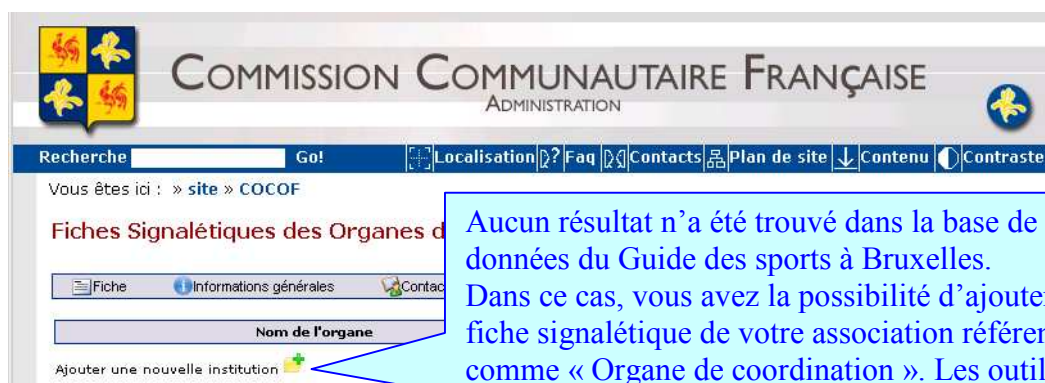 COMMISSION COMMUNAUTAIRE FRANÇAISE
ADMINISTRATION
Recherche Go! Localisation Faq Contacts Plan de site Contenu Contraste
Vous êtes ici : » site » COCOF
Fiches Signalétiques des Organes d
Fiche Informations générales Contac
Nom de l'organe
Ajouter une nouvelle institution
Aucun résultat n’a été trouvé dans la base de
données du Guide des sports à Bruxelles.
Dans ce cas, vous avez la possibilité d’ajouter
fiche signalétique de votre association référen
comme « Organe de coordination ». Les outil